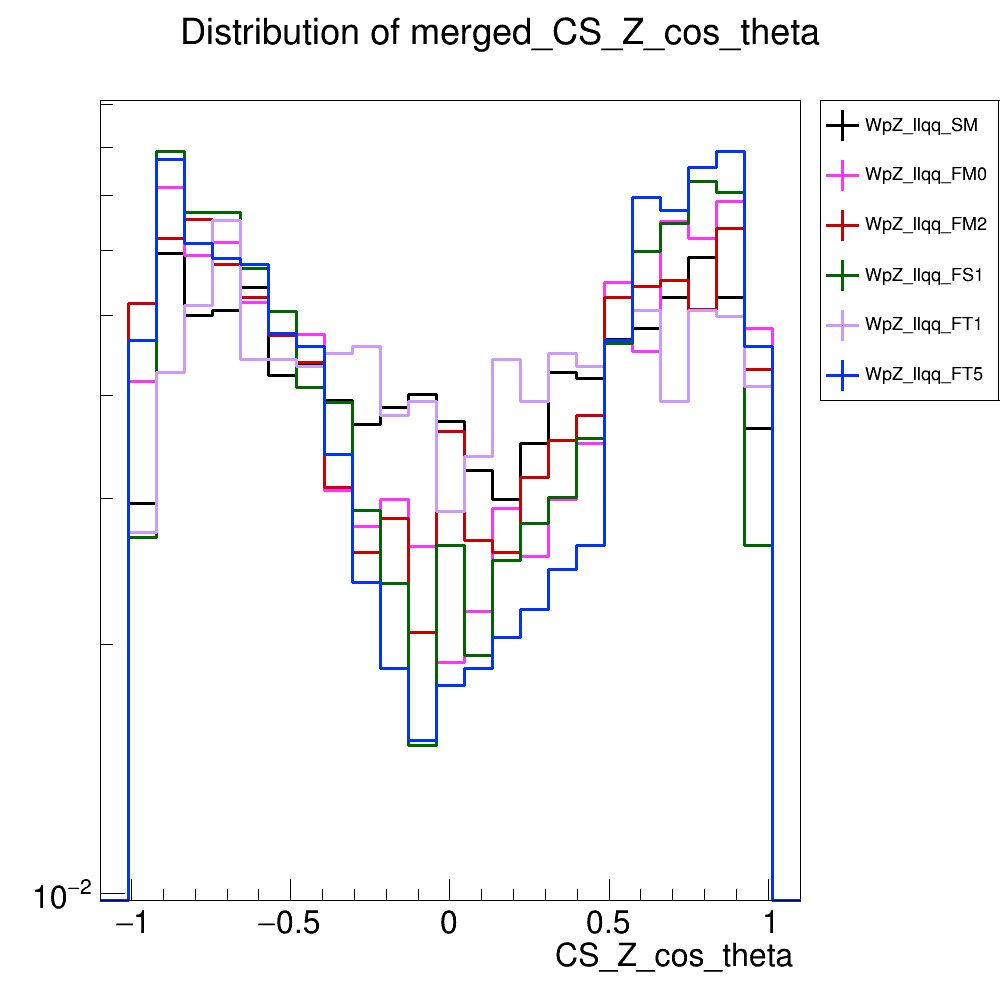 Distribution of merged_CS_Z_cos_theta
WpZ_llqq_SM
WpZ_llqq_FM0
WpZ_llqq_FM2
WpZ_llqq_FS1
WpZ_llqq_FT1
WpZ_llqq_FT5
10⁻²
−1 −0.5 0 0.5 1
CS_Z_cos_theta